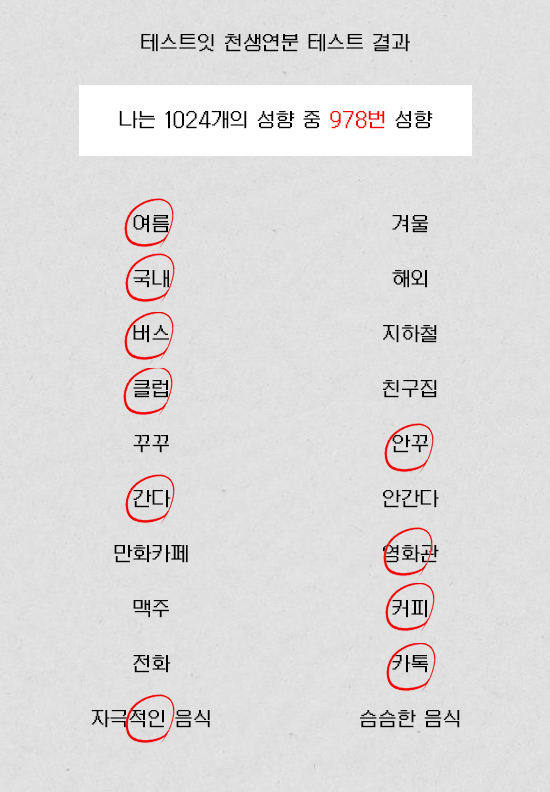 테스트잇 천생연분 테스트 결과
나는 1024개의 성향 중 978번 성향
여름 겨울
국내 해외
버스 지하철
클럽 친구집
꾸꾸 안꾸
간다 안간다
만화카페 영화관
맥주 커피
전화 카톡
자극적인 음식 슴슴한 음식